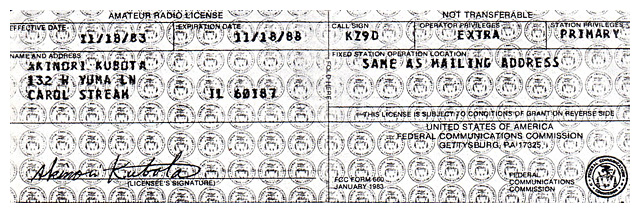 AMATEUR RADIO LICENSE
NOT TRANSFERABLE
EFFECTIVE DATE
11/18/83
EXPIRATION DATE
11/18/88
CALL SIGN
KZ9D
OPERATOR PRIVILEGES
EXTRA
STATION PRIVILEGES
PRIMARY
NAME AND ADDRESS
AKINORI KUBOTA
132 W YUMA LN
CAROL STREAM IL 60187
FOLD HERE
FIXED STATION OPERATION LOCATION
SAME AS MAILING ADDRESS
THIS LICENSE IS SUBJECT TO CONDITIONS OF GRANT ON REVERSE SIDE
UNITED STATES OF AMERICA
FEDERAL COMMUNICATIONS COMMISSION
GETTYSBURG, PA 17325
Akinori Kubota
(LICENSEE'S SIGNATURE)
FCC FORM 660
JANUARY 1983
FEDERAL
COMMUNICATIONS
COMMISSION